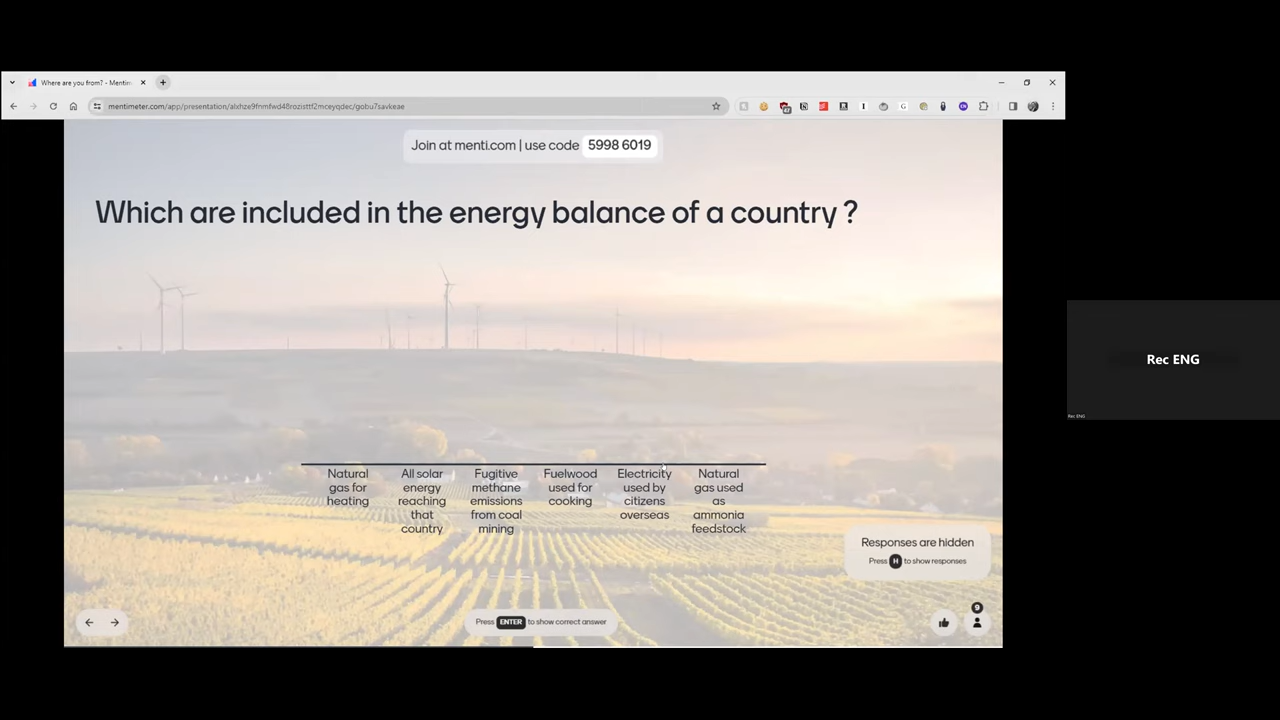 Where are you from? - Mentim
mentimeter.com/app/presentation/
Join at menti.com | use code 5998 6019
Which are included in the energy balance of a country ?
Natural
gas for
heating
All solar
energy
reaching
that
country
Fugitive
methane
emissions
from coal
mining
Fuelwood
used for
cooking
Electricity
used by
citizens
overseas
Natural
gas used
as
ammonia
feedstock
Responses are hidden
Press H to show responses
9
Press ENTER to show correct answer
Rec ENG
Rec ENG